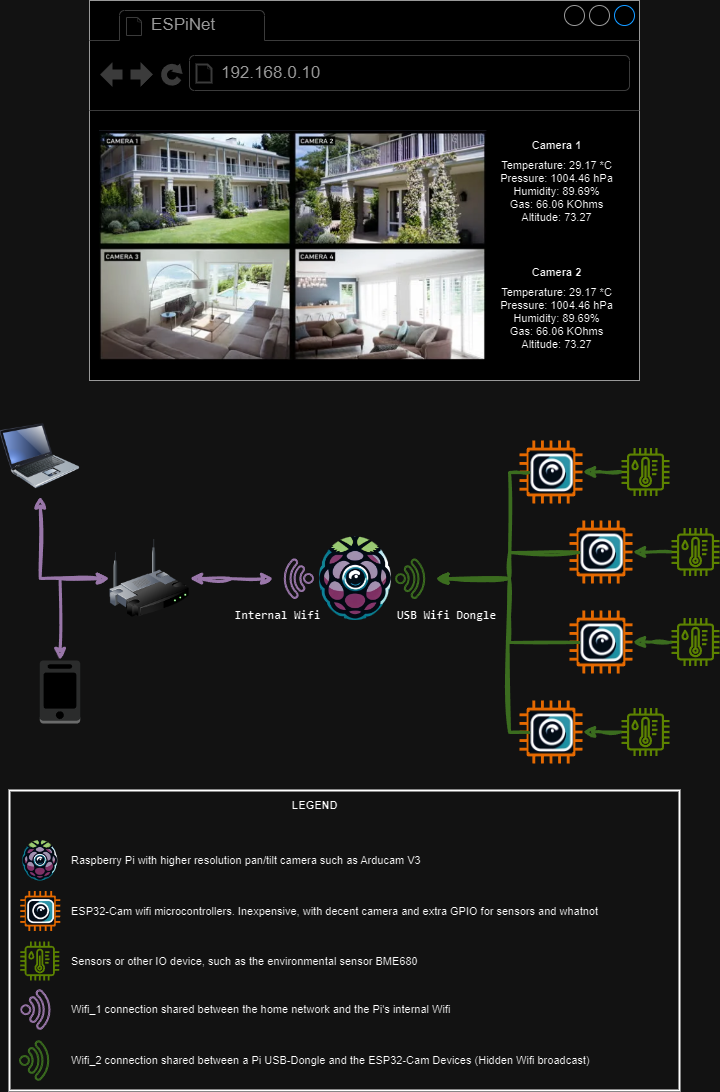 ESPiNet
192.168.0.10
CAMERA 1
CAMERA 2
CAMERA 3
CAMERA 4
Camera 1
Temperature: 29.17 *C
Pressure: 1004.46 hPa
Humidity: 89.69%
Gas: 66.06 KOhms
Altitude: 73.27
Camera 2
Temperature: 29.17 *C
Pressure: 1004.46 hPa
Humidity: 89.69%
Gas: 66.06 KOhms
Altitude: 73.27
Internal Wifi
USB Wifi Dongle
LEGEND
Raspberry Pi with higher resolution pan/tilt camera such as Arducam V3
ESP32-Cam wifi microcontrollers. Inexpensive, with decent camera and extra GPIO for sensors and whatnot
Sensors or other IO device, such as the environmental sensor BME680
Wifi_1 connection shared between the home network and the Pi's internal Wifi
Wifi_2 connection shared between a Pi USB-Dongle and the ESP32-Cam Devices (Hidden Wifi broadcast)